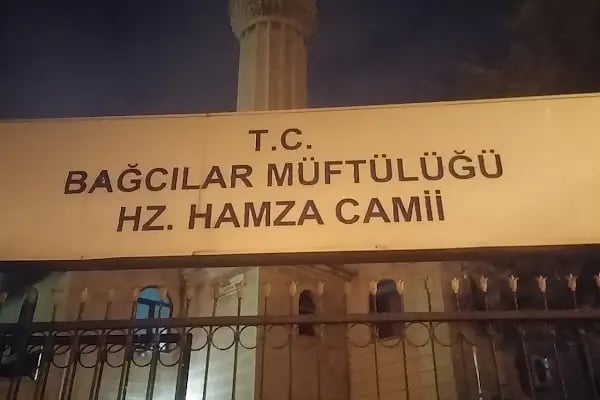 T.C.
BAĞCILAR MÜFTÜLÜĞÜ
HZ. HAMZA CAMİİ